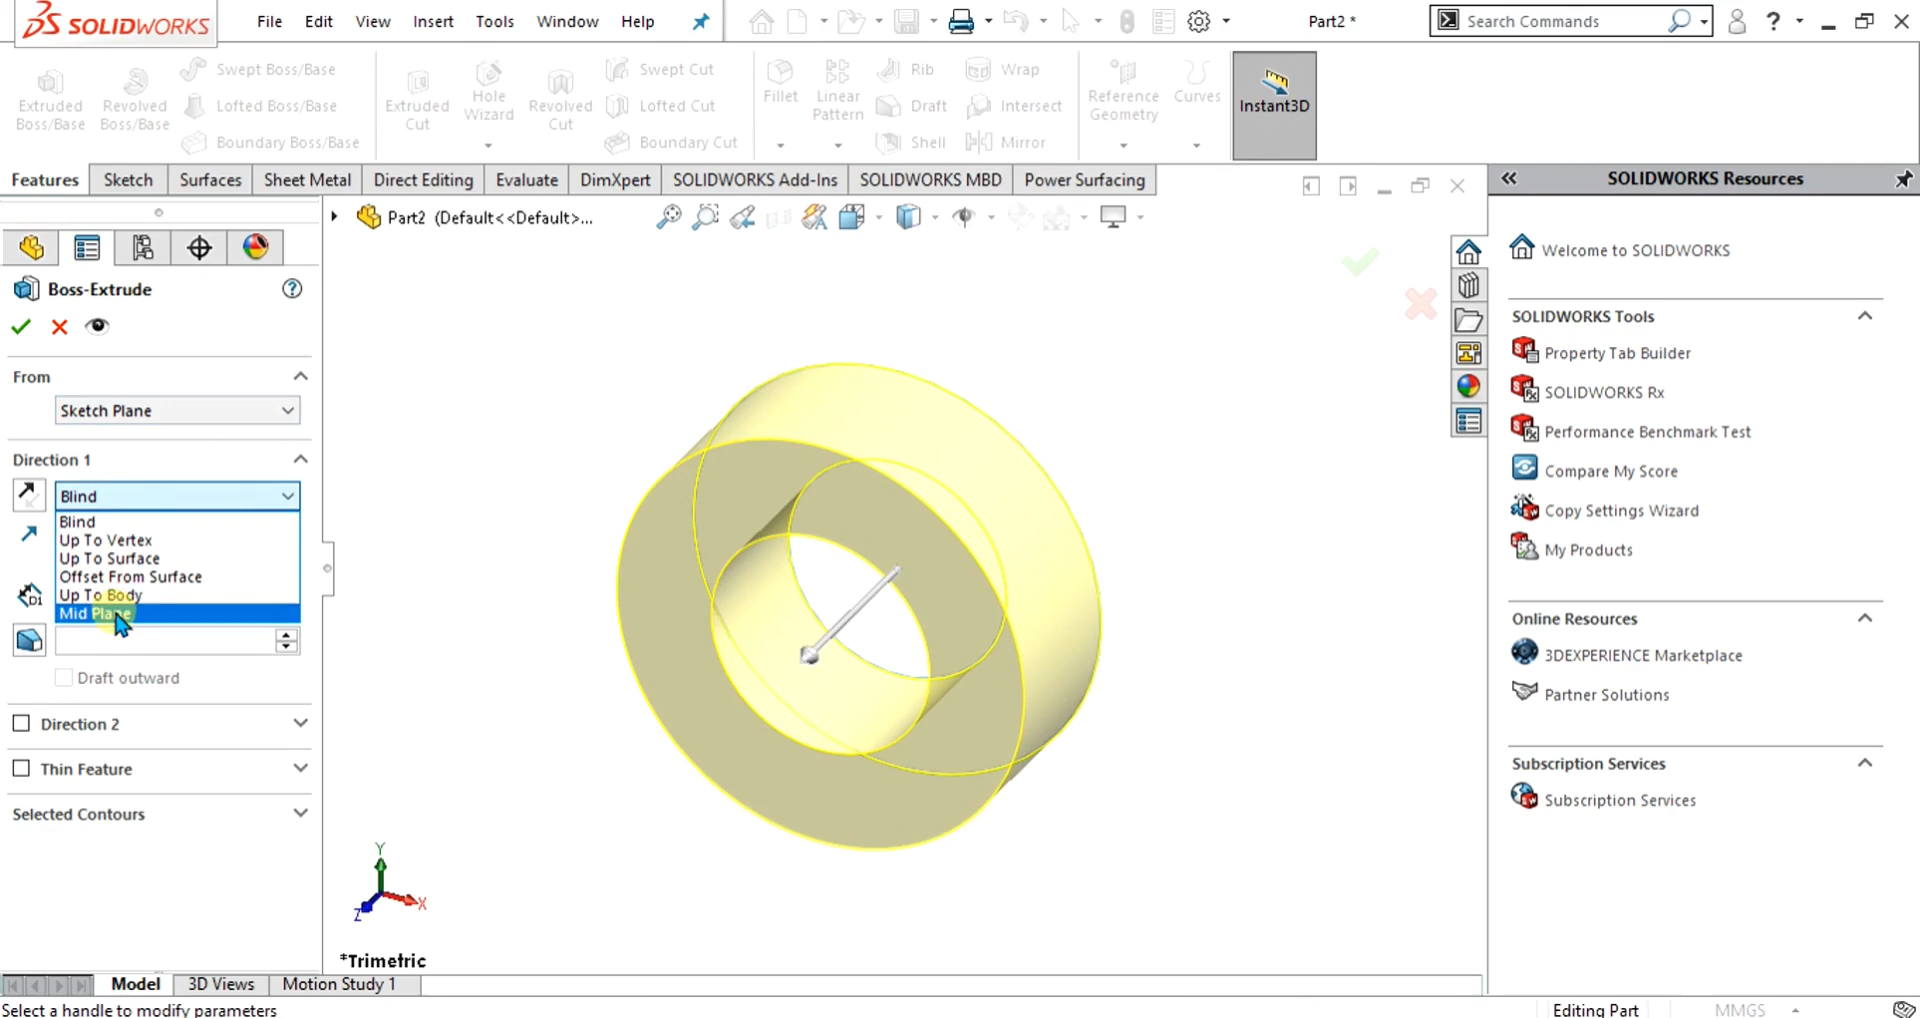 SOLIDWORKS
File Edit View Insert Tools Window Help
Part2 *
Search Commands
?
Extruded Boss/Base
Revolved Boss/Base
Swept Boss/Base
Lofted Boss/Base
Boundary Boss/Base
Extruded Cut
Hole Wizard
Revolved Cut
Swept Cut
Lofted Cut
Boundary Cut
Fillet
Linear Pattern
Rib
Draft
Shell
Wrap
Intersect
Mirror
Reference Geometry
Curves
Instant3D
Features Sketch Surfaces Sheet Metal Direct Editing Evaluate DimXpert SOLIDWORKS Add-Ins SOLIDWORKS MBD Power Surfacing
Part2 (Default<<Default>...
Boss-Extrude
?
From
Sketch Plane
Direction 1
Blind
Blind
Up To Vertex
Up To Surface
Offset From Surface
Up To Body
Mid Plane
D1
Draft outward
Direction 2
Thin Feature
Selected Contours
Y
X
Z
*Trimetric
Model 3D Views Motion Study 1
Select a handle to modify parameters
Editing Part
MMGS
SOLIDWORKS Resources
Welcome to SOLIDWORKS
SOLIDWORKS Tools
Property Tab Builder
SOLIDWORKS Rx
Performance Benchmark Test
Compare My Score
Copy Settings Wizard
My Products
Online Resources
3DEXPERIENCE Marketplace
Partner Solutions
Subscription Services
Subscription Services